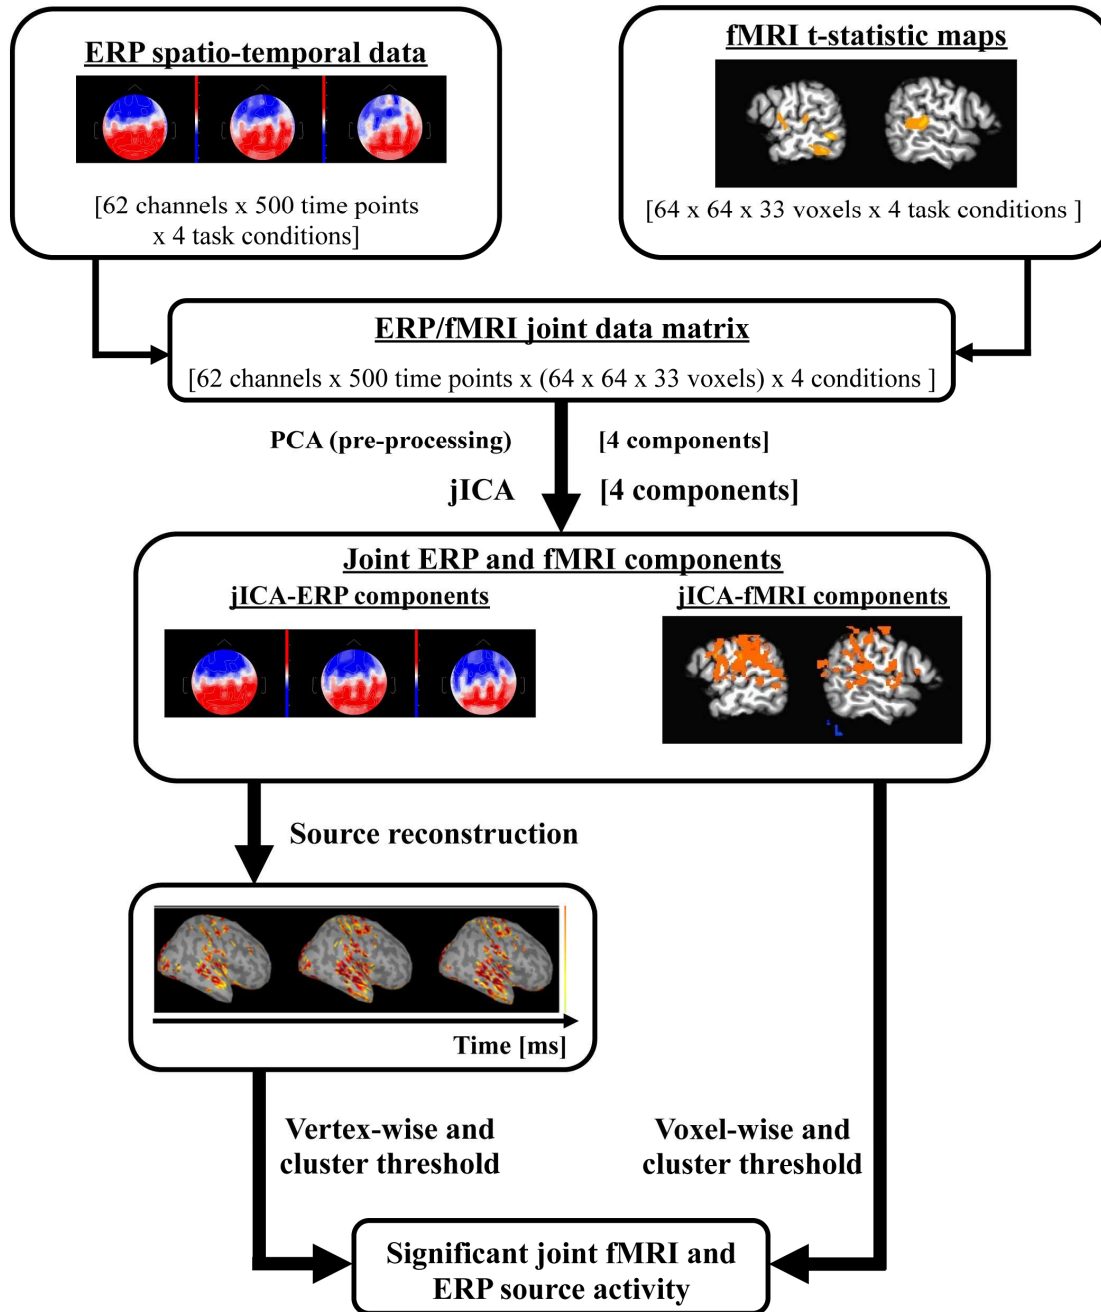 ERP spatio-temporal data
[62 channels x 500 time points
x 4 task conditions]
fMRI t-statistic maps
[64 x 64 x 33 voxels x 4 task conditions ]
ERP/fMRI joint data matrix
[62 channels x 500 time points x (64 x 64 x 33 voxels) x 4 conditions ]
PCA (pre-processing) [4 components]
jICA [4 components]
Joint ERP and fMRI components
jICA-ERP components
jICA-fMRI components
Source reconstruction
Time [ms]
Vertex-wise and
cluster threshold
Voxel-wise and
cluster threshold
Significant joint fMRI and
ERP source activity